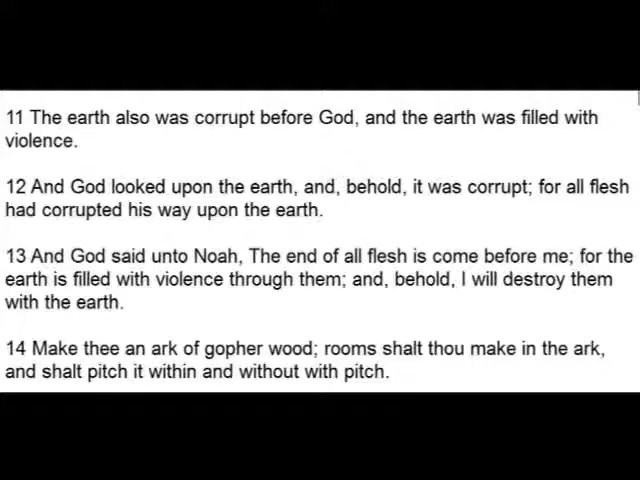 11 The earth also was corrupt before God, and the earth was filled with
violence.
12 And God looked upon the earth, and, behold, it was corrupt; for all flesh
had corrupted his way upon the earth.
13 And God said unto Noah, The end of all flesh is come before me; for the
earth is filled with violence through them; and, behold, I will destroy them
with the earth.
14 Make thee an ark of gopher wood; rooms shalt thou make in the ark,
and shalt pitch it within and without with pitch.